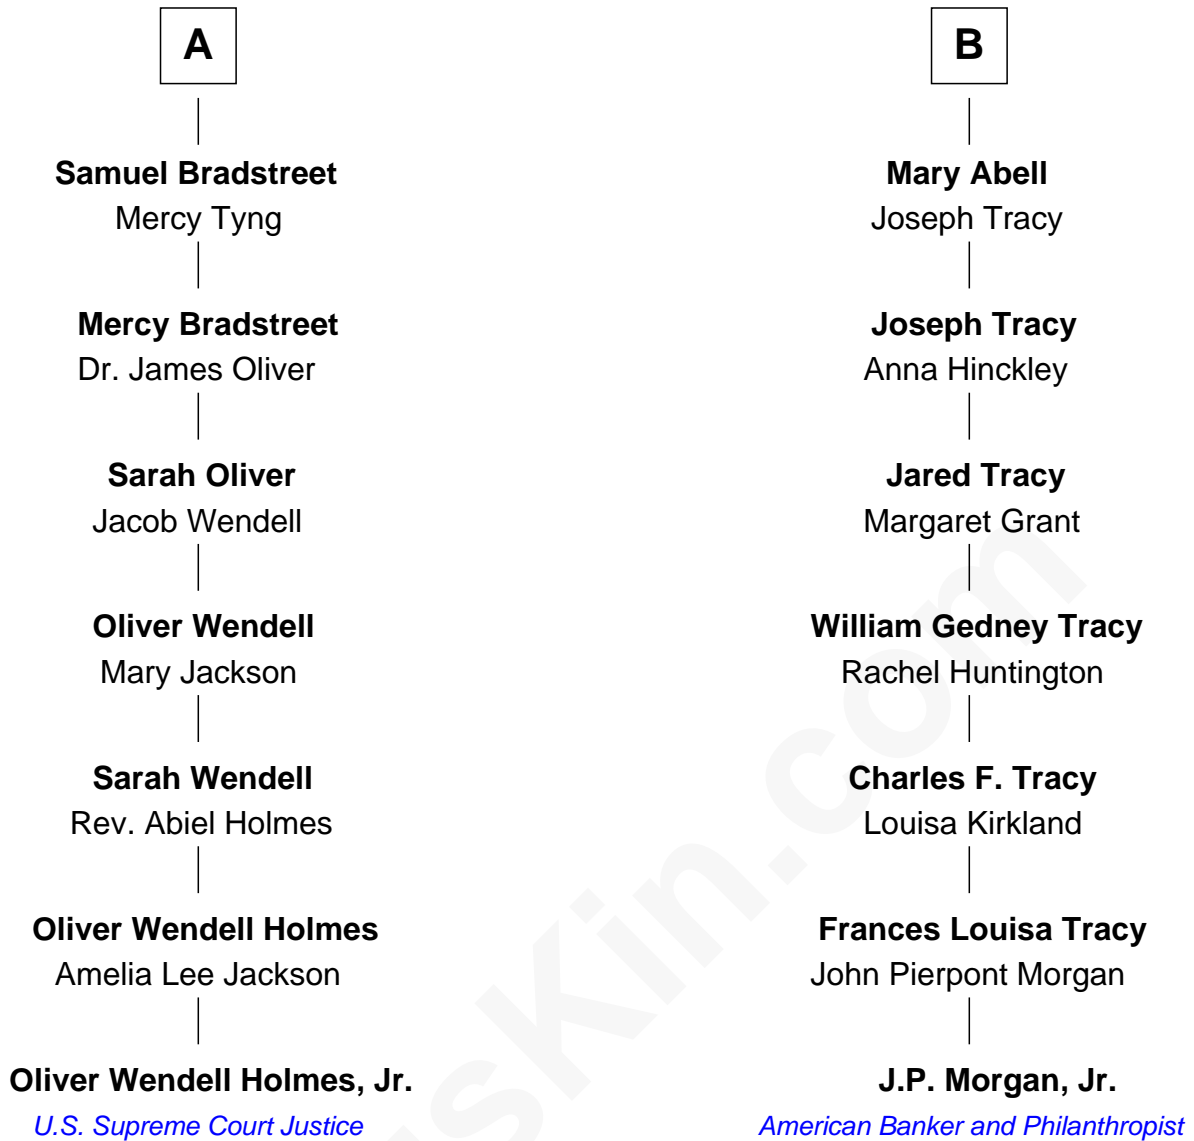 A
B
Samuel Bradstreet
Mercy Tyng
Mary Abell
Joseph Tracy
Mercy Bradstreet
Dr. James Oliver
Joseph Tracy
Anna Hinckley
Sarah Oliver
Jacob Wendell
Jared Tracy
Margaret Grant
Oliver Wendell
Mary Jackson
William Gedney Tracy
Rachel Huntington
Sarah Wendell
Rev. Abiel Holmes
Charles F. Tracy
Louisa Kirkland
Oliver Wendell Holmes
Amelia Lee Jackson
Frances Louisa Tracy
John Pierpont Morgan
Oliver Wendell Holmes, Jr.
U.S. Supreme Court Justice
J.P. Morgan, Jr.
American Banker and Philanthropist